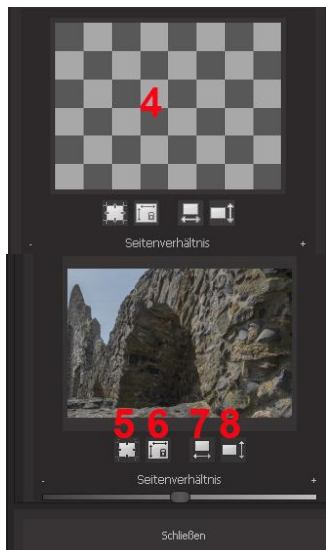 4
Seitenverhältnis
- +
5 6 7 8
Seitenverhältnis
- +
Schließen